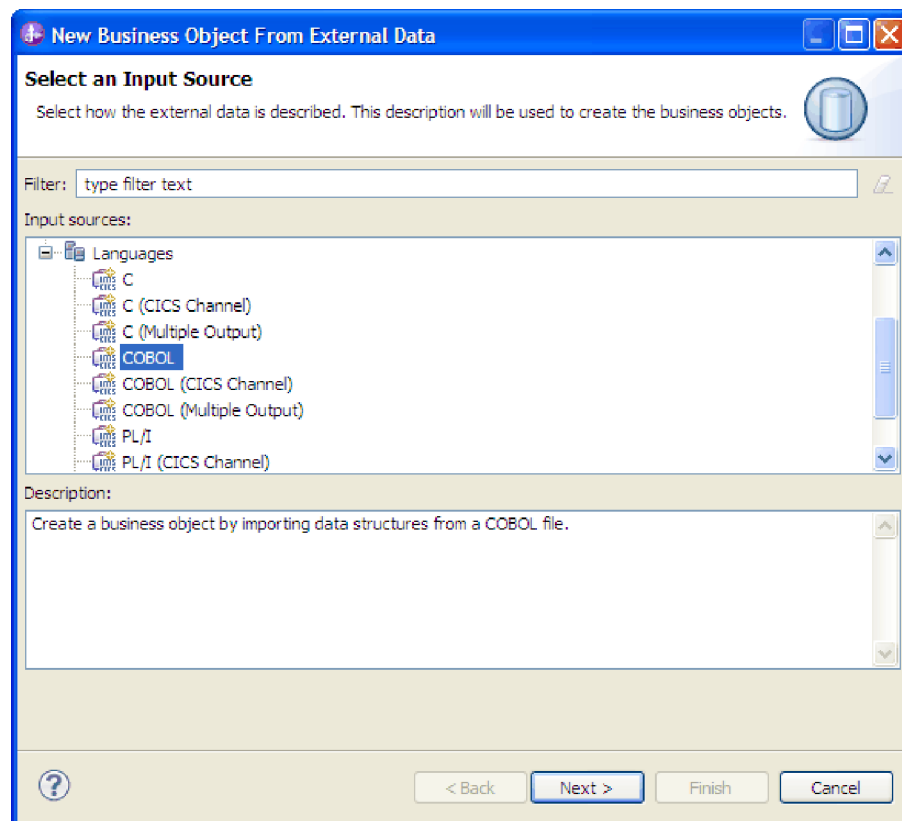 New Business Object From External Data
Select an Input Source
Select how the external data is described. This description will be used to create the business objects.
Filter: type filter text
Input sources:
Languages
C
C (CICS Channel)
C (Multiple Output)
COBOL
COBOL (CICS Channel)
COBOL (Multiple Output)
PL/I
PL/I (CICS Channel)
Description:
Create a business object by importing data structures from a COBOL file.
? < Back Next > Finish Cancel